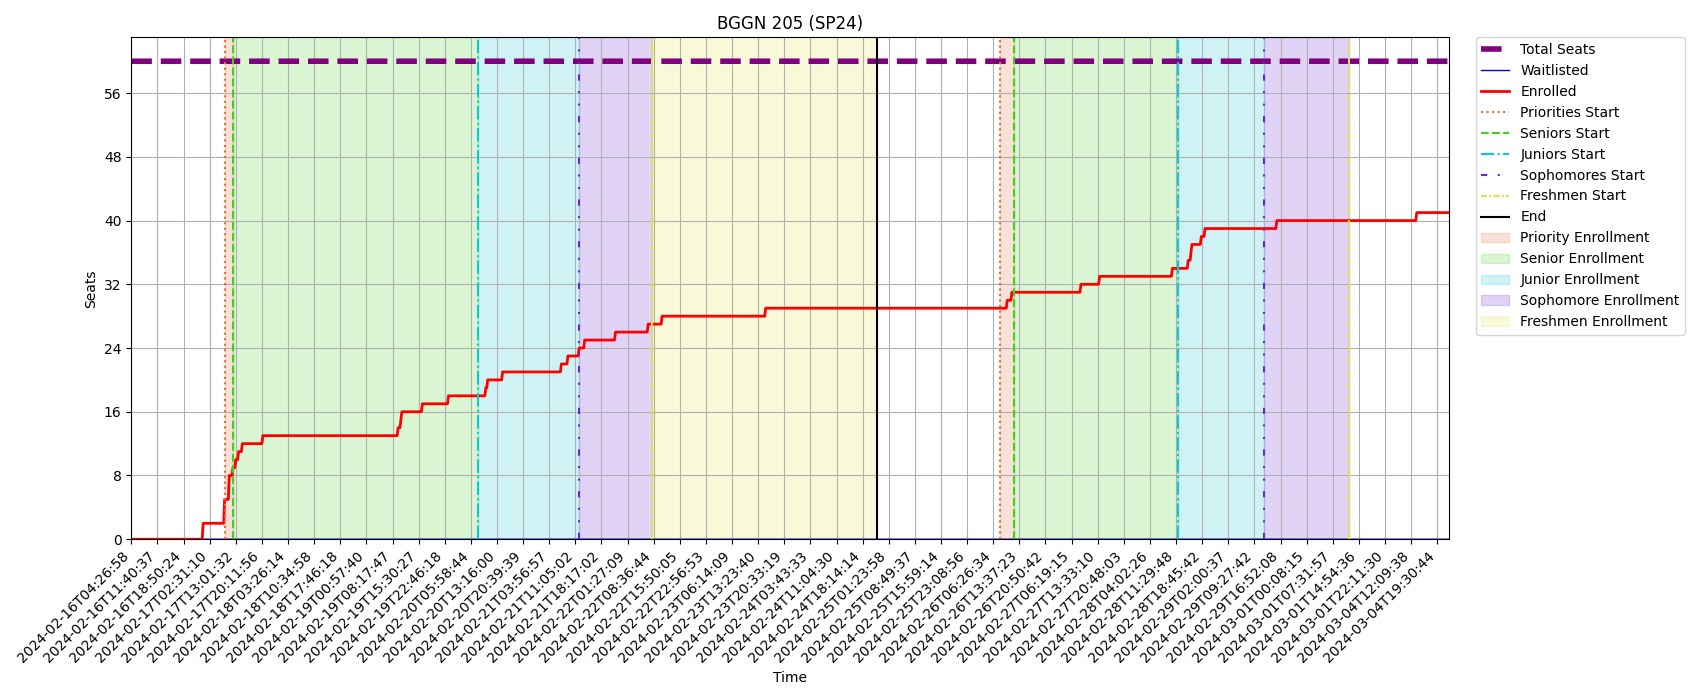 BGGN 205 (SP24)
Total Seats
Waitlisted
Enrolled
Priorities Start
Seniors Start
Juniors Start
Sophomores Start
Freshmen Start
End
Priority Enrollment
Senior Enrollment
Junior Enrollment
Sophomore Enrollment
Freshmen Enrollment
Seats
56
48
40
32
24
16
8
0
2024-02-16T04:26:58
2024-02-16T11:40:37
2024-02-16T18:50:24
2024-02-17T02:31:10
2024-02-17T13:01:32
2024-02-17T20:11:56
2024-02-18T03:26:14
2024-02-18T10:34:58
2024-02-18T17:46:18
2024-02-19T00:57:40
2024-02-19T08:17:47
2024-02-19T15:30:27
2024-02-19T22:46:18
2024-02-20T05:58:44
2024-02-20T13:16:00
2024-02-20T20:39:39
2024-02-21T03:56:57
2024-02-21T11:05:02
2024-02-21T18:17:02
2024-02-22T01:27:09
2024-02-22T08:36:44
2024-02-22T15:50:05
2024-02-22T22:56:53
2024-02-23T06:14:09
2024-02-23T13:23:40
2024-02-23T20:33:19
2024-02-24T03:43:33
2024-02-24T11:04:30
2024-02-24T18:14:14
2024-02-25T01:23:58
2024-02-25T08:49:37
2024-02-25T15:59:14
2024-02-25T23:08:56
2024-02-26T06:26:34
2024-02-26T13:37:23
2024-02-26T20:50:42
2024-02-27T06:19:15
2024-02-27T13:33:10
2024-02-27T20:48:03
2024-02-28T04:02:26
2024-02-28T11:29:48
2024-02-28T18:45:42
2024-02-29T02:00:37
2024-02-29T09:27:42
2024-02-29T16:52:08
2024-03-01T00:08:15
2024-03-01T07:31:57
2024-03-01T14:54:36
2024-03-01T22:11:30
2024-03-04T12:09:38
2024-03-04T19:30:44
Time